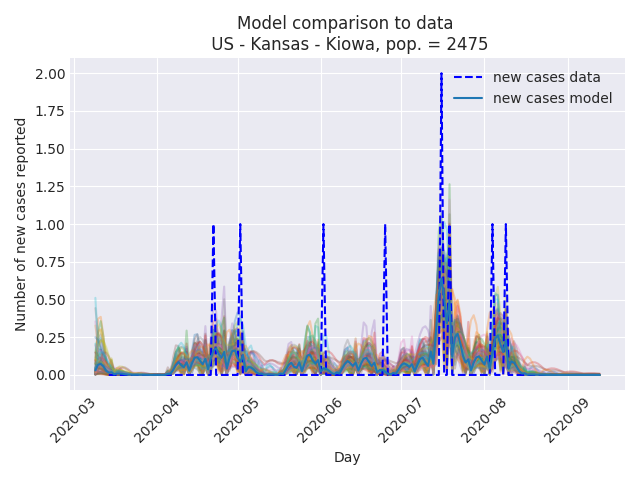 Model comparison to data
US - Kansas - Kiowa, pop. = 2475
new cases data
new cases model
Number of new cases reported
2.00
1.75
1.50
1.25
1.00
0.75
0.50
0.25
0.00
2020-03
2020-04
2020-05
2020-06
2020-07
2020-08
2020-09
Day